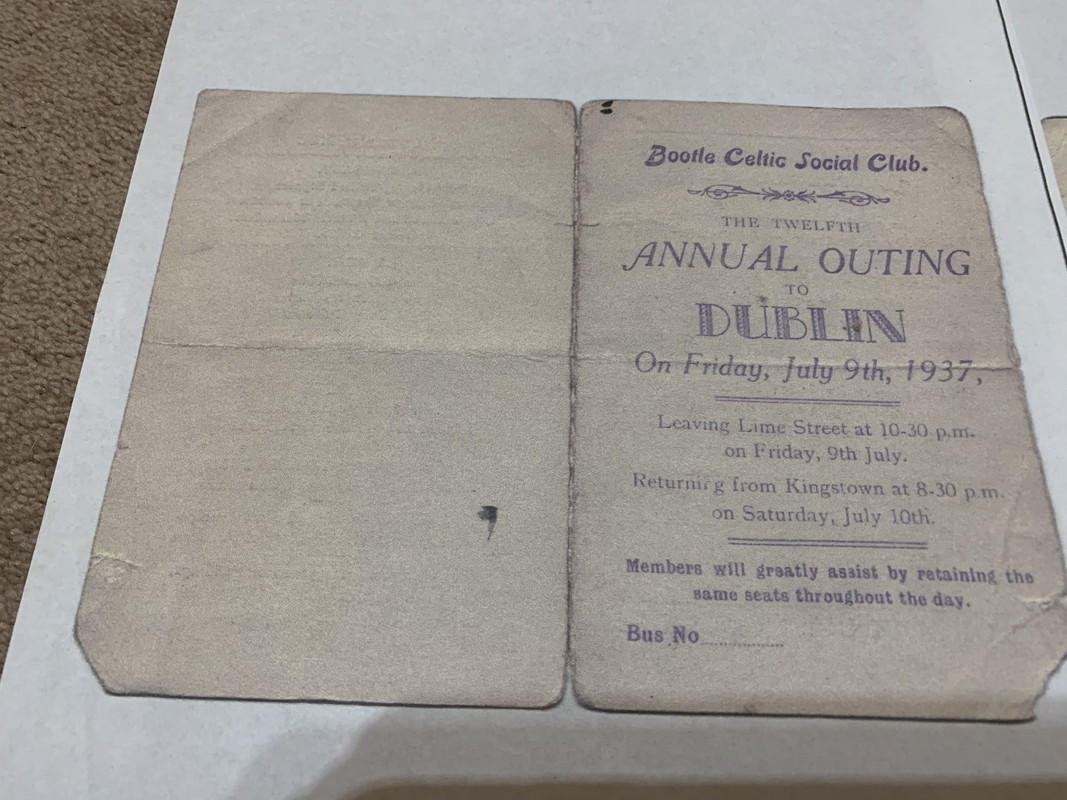 Bootle Celtic Social Club.
THE TWELFTH
ANNUAL OUTING
TO
DUBLIN
On Friday, July 9th, 1937,
Leaving Lime Street at 10-30 p.m.
on Friday, 9th July.
Returning from Kingstown at 8-30 p.m.
on Saturday, July 10th.
Members will greatly assist by retaining the
same seats throughout the day.
Bus No..............